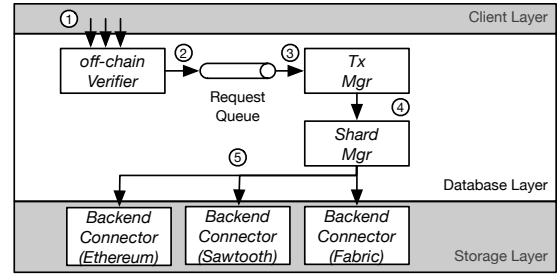 Client Layer
1
off-chain
Verifier
2
Request
Queue
3
Tx
Mgr
4
Shard
Mgr
5
Database Layer
Backend
Connector
(Ethereum)
Backend
Connector
(Sawtooth)
Backend
Connector
(Fabric)
Storage Layer